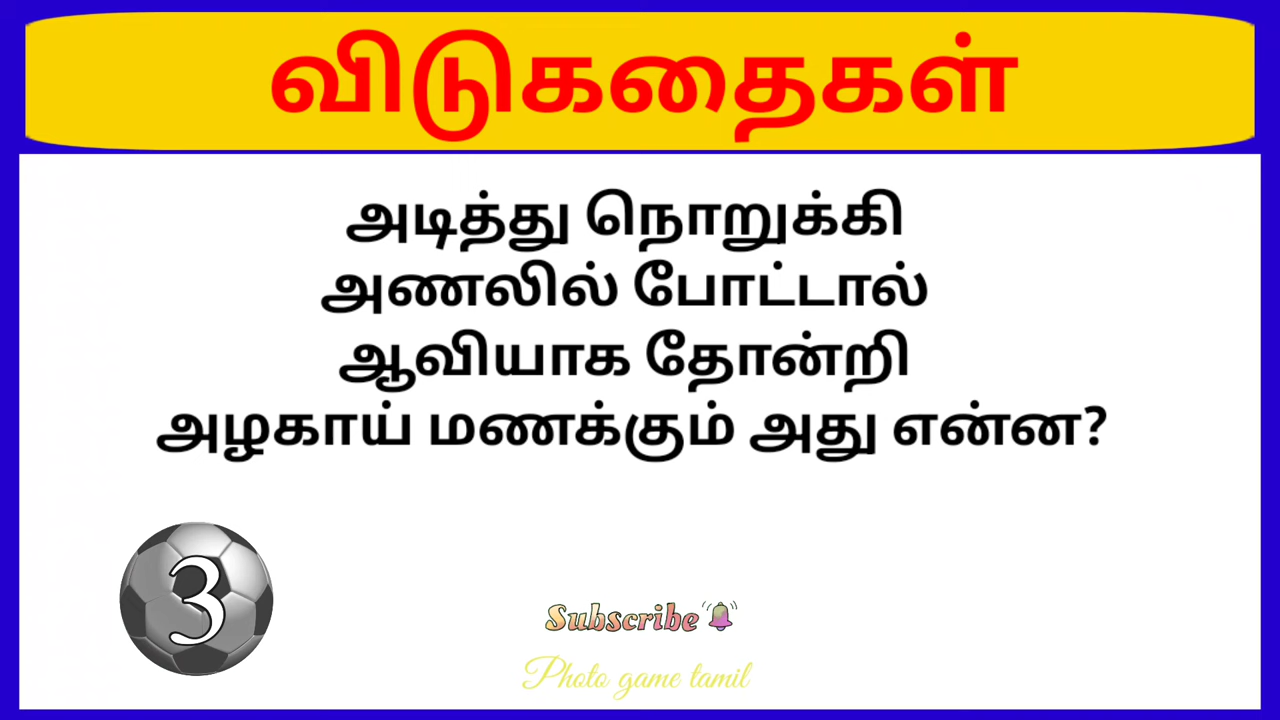 விடுகதைகள்
அடித்து நொறுக்கி
அணலில் போட்டால்
ஆவியாக தோன்றி
அழகாய் மணக்கும் அது என்ன?
3
Subscribe
Photo game tamil